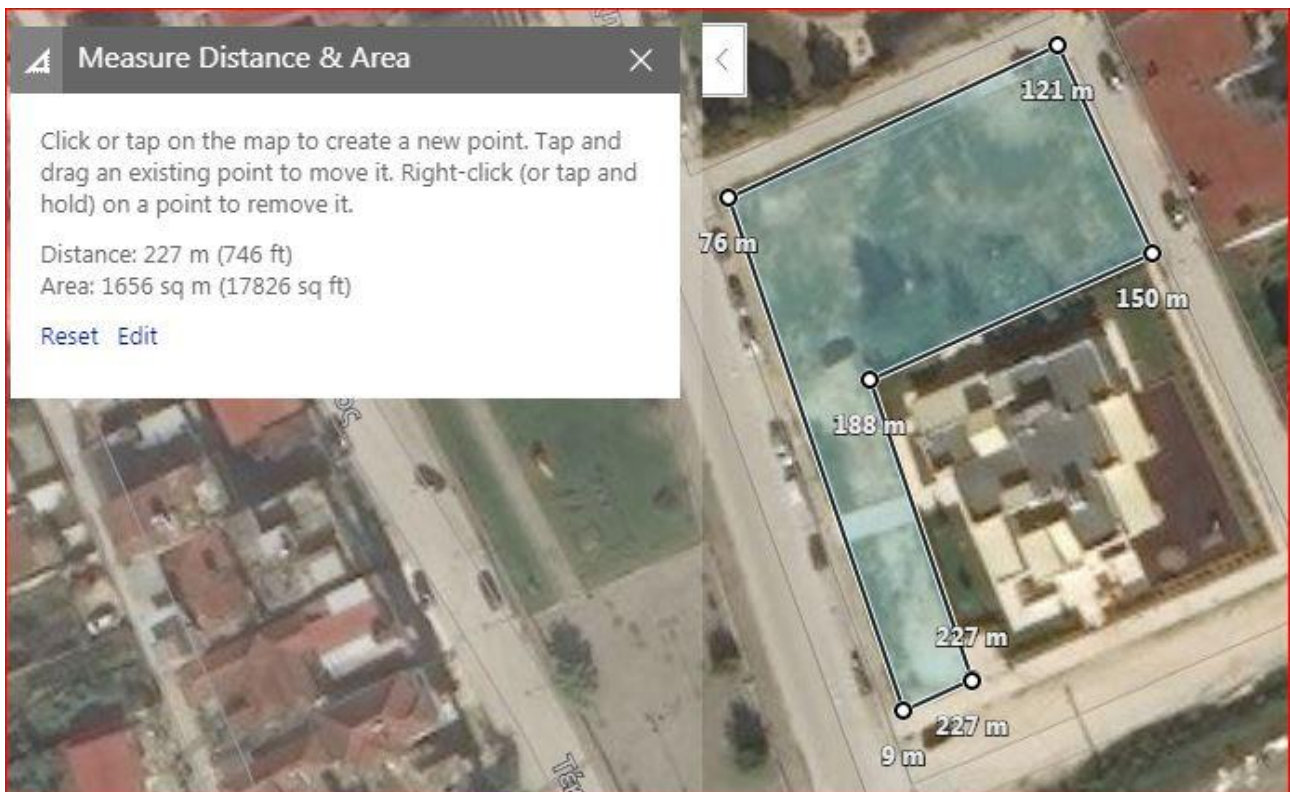 Measure Distance & Area
Click or tap on the map to create a new point. Tap and
drag an existing point to move it. Right-click (or tap and
hold) on a point to remove it.
Distance: 227 m (746 ft)
Area: 1656 sq m (17826 sq ft)
Reset Edit
121 m
76 m
150 m
188 m
227 m
227 m
9 m